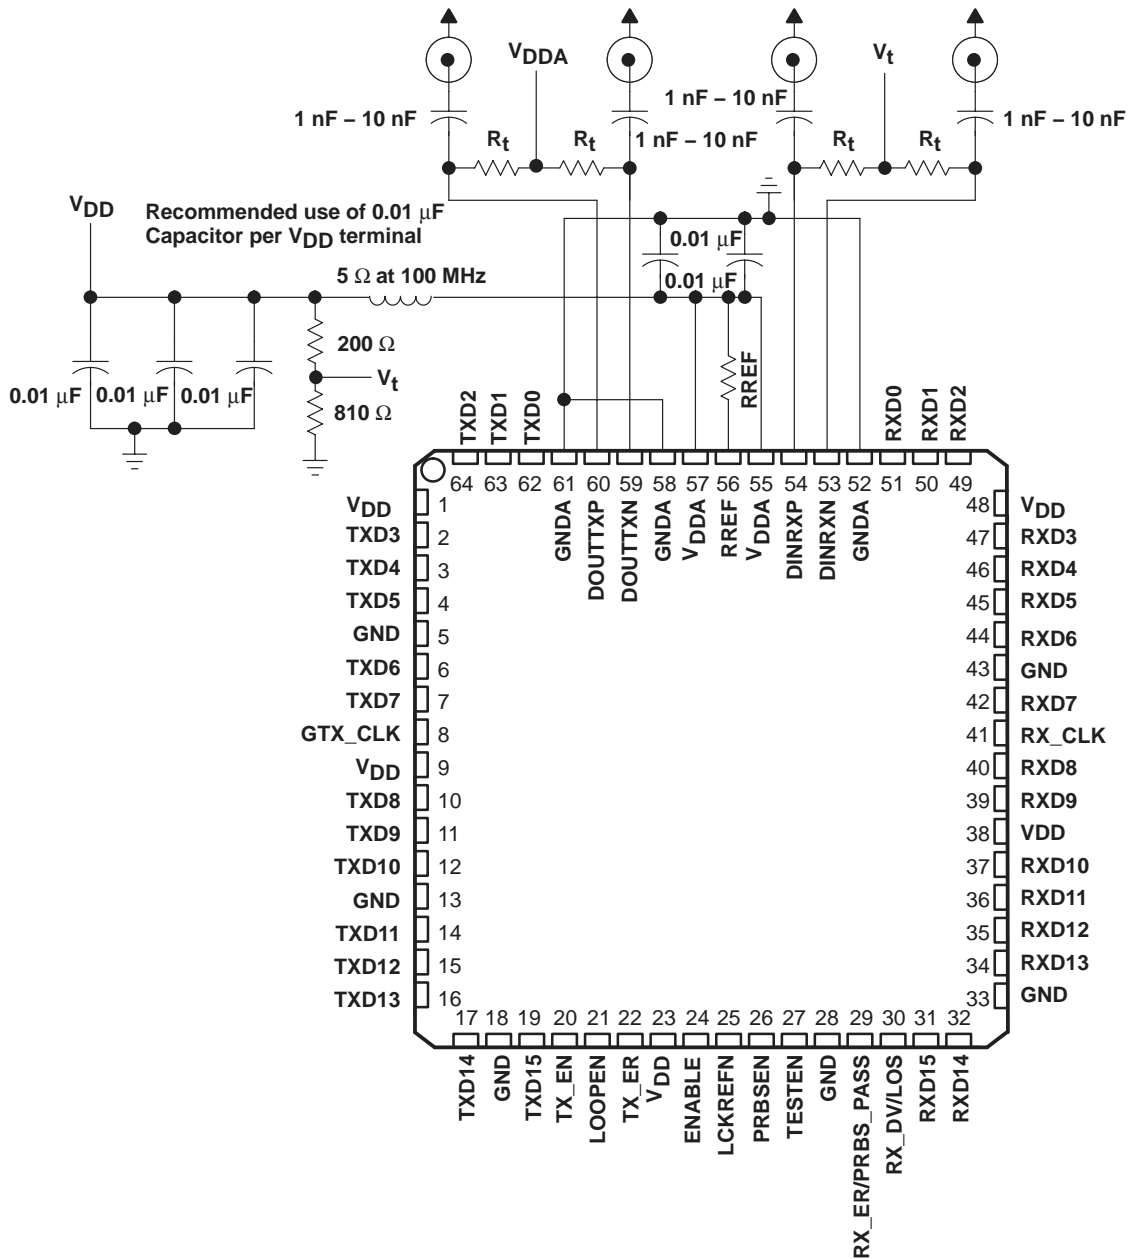 VDDA
Vt
1 nF – 10 nF
1 nF – 10 nF
1 nF – 10 nF
1 nF – 10 nF
Rt
Rt
Rt
Rt
VDD
Recommended use of 0.01 μF
Capacitor per VDD terminal
5 Ω at 100 MHz
0.01 μF
0.01 μF
200 Ω
Vt
810 Ω
0.01 μF
0.01 μF
0.01 μF
RREF
TXD2
TXD1
TXD0
RXD0
RXD1
RXD2
64
63
62
61
60
59
58
57
56
55
54
53
52
51
50
49
GNDA
DOUTTXP
DOUTTXN
GNDA
VDDA
RREF
VDDA
DINRXP
DINRXN
GNDA
VDD 1
TXD3 2
TXD4 3
TXD5 4
GND 5
TXD6 6
TXD7 7
GTX_CLK 8
VDD 9
TXD8 10
TXD9 11
TXD10 12
GND 13
TXD11 14
TXD12 15
TXD13 16
48 VDD
47 RXD3
46 RXD4
45 RXD5
44 RXD6
43 GND
42 RXD7
41 RX_CLK
40 RXD8
39 RXD9
38 VDD
37 RXD10
36 RXD11
35 RXD12
34 RXD13
33 GND
17
18
19
20
21
22
23
24
25
26
27
28
29
30
31
32
TXD14
GND
TXD15
TX_EN
LOOPEN
TX_ER
VDD
ENABLE
LCKREFN
PRBSEN
TESTEN
GND
RX_ER/PRBS_PASS
RX_DV/LOS
RXD15
RXD14